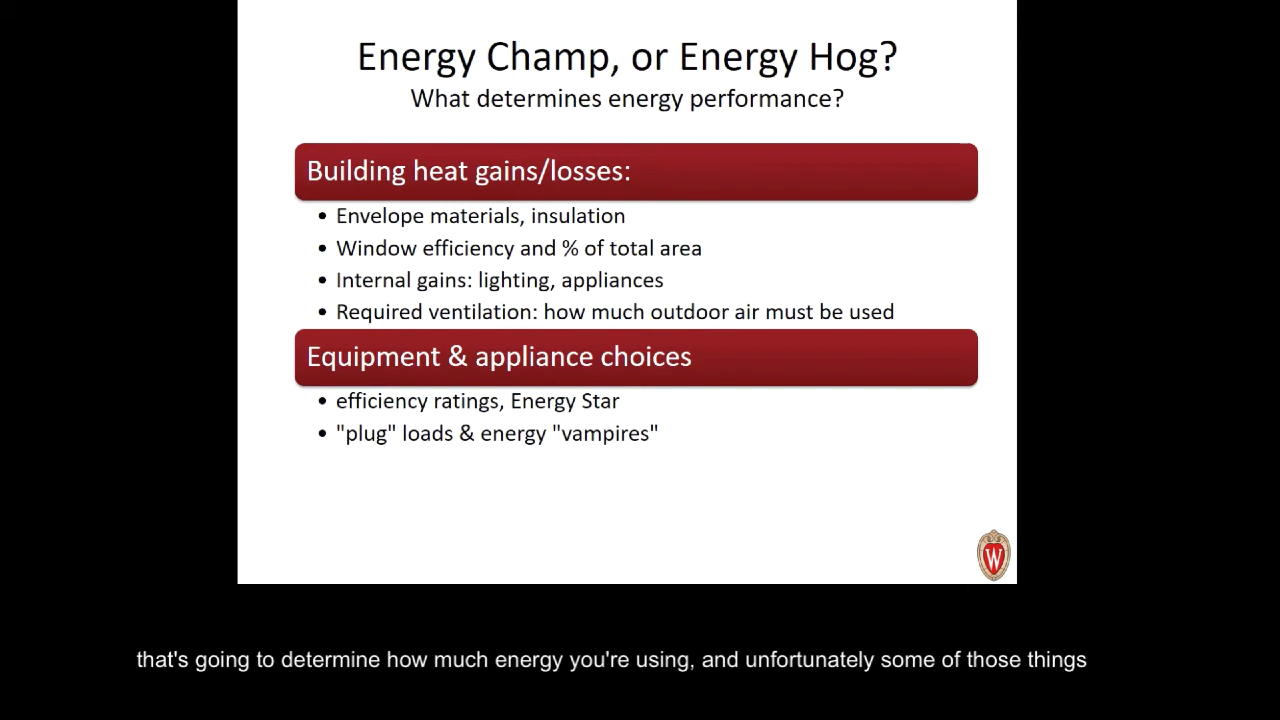 Energy Champ, or Energy Hog?
What determines energy performance?
Building heat gains/losses:
• Envelope materials, insulation
• Window efficiency and % of total area
• Internal gains: lighting, appliances
• Required ventilation: how much outdoor air must be used
Equipment & appliance choices
• efficiency ratings, Energy Star
• "plug" loads & energy "vampires"
W
that's going to determine how much energy you're using, and unfortunately some of those things